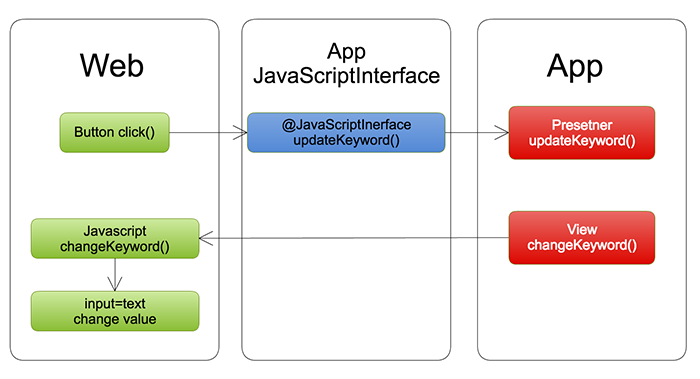 Web
App
JavaScriptInterface
App
Button click()
@JavaScriptInerface
updateKeyword()
Presetner
updateKeyword()
Javascript
changeKeyword()
View
changeKeyword()
input=text
change value